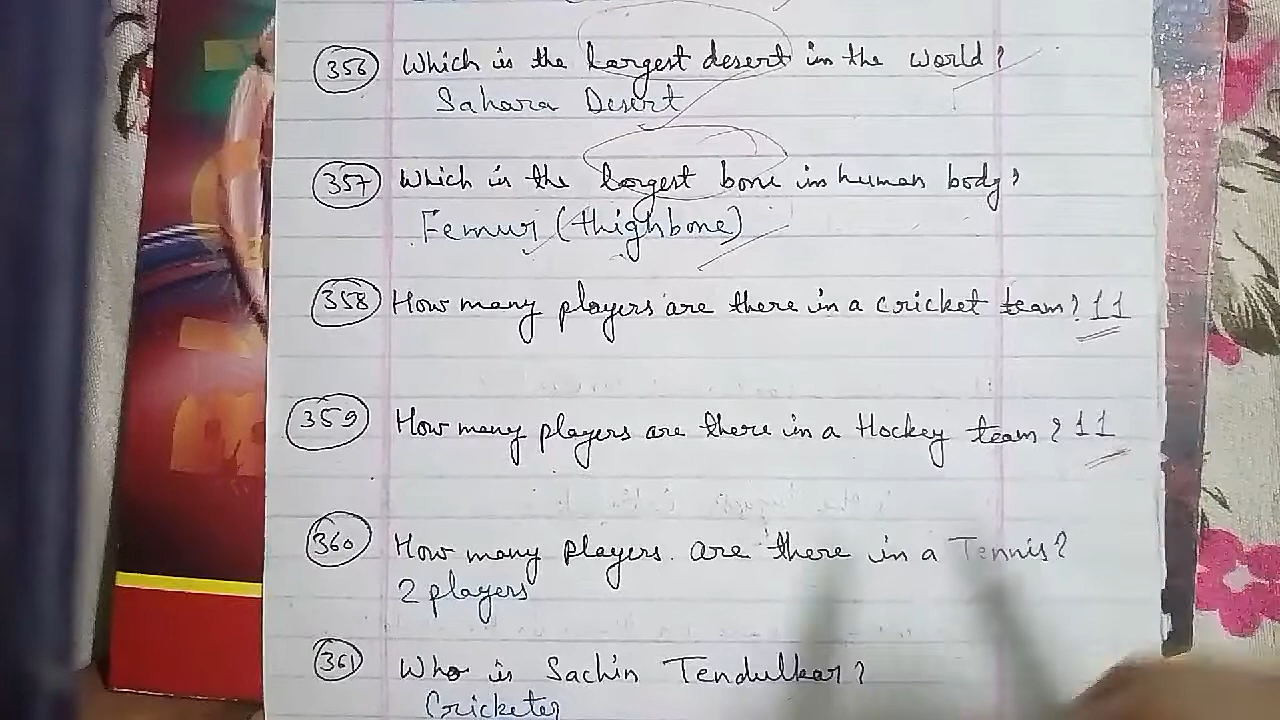 356 Which is the largest desert in the world?
Sahara Desert
357 Which is the largest bone in human body?
Femur (thighbone)
358 How many players are there in a cricket team? 11
359 How many players are there in a Hockey team? 11
360 How many players. are there in a Tennis?
2 players
361 Who is Sachin Tendulkar?
Cricketer